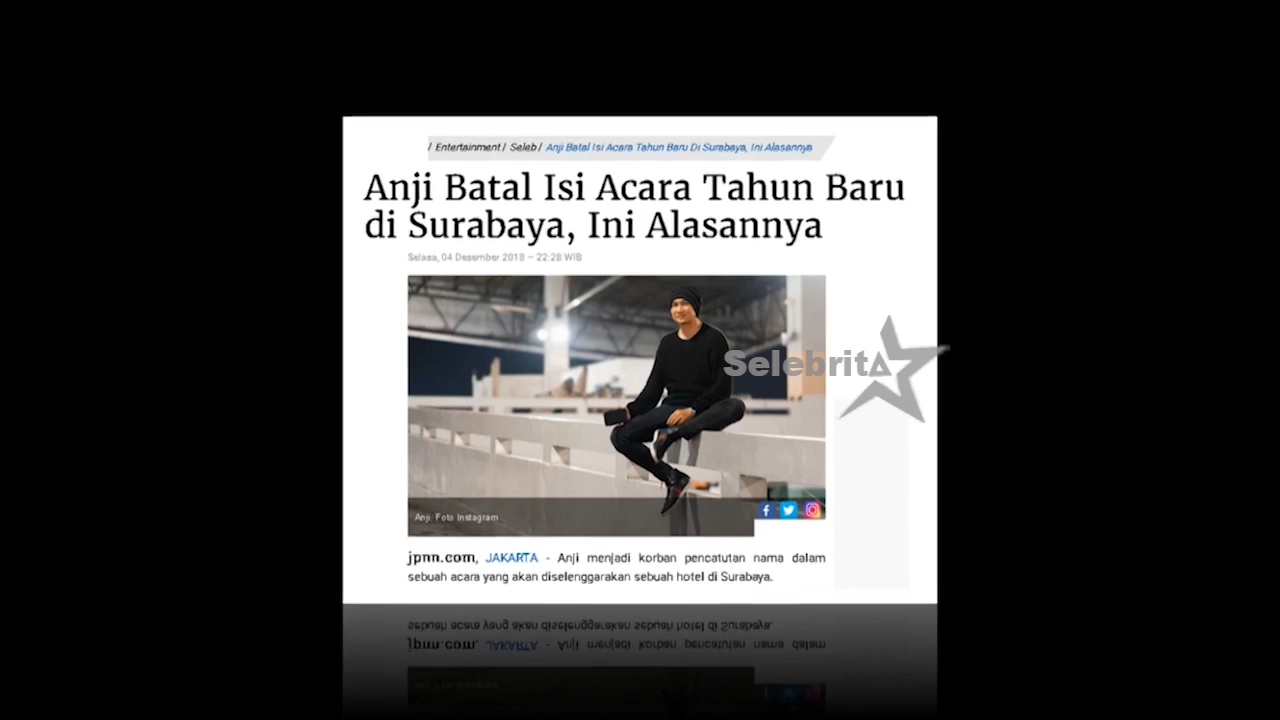 / Entertainment / Seleb / Anji Batal Isi Acara Tahun Baru Di Surabaya, Ini Alasannya
Anji Batal Isi Acara Tahun Baru
di Surabaya, Ini Alasannya
Selasa, 04 Desember 2018 – 22:28 WIB
Selebrita
Anji. Foto Instagram
jpnn.com, JAKARTA - Anji menjadi korban pencatutan nama dalam
sebuah acara yang akan diselenggarakan sebuah hotel di Surabaya.